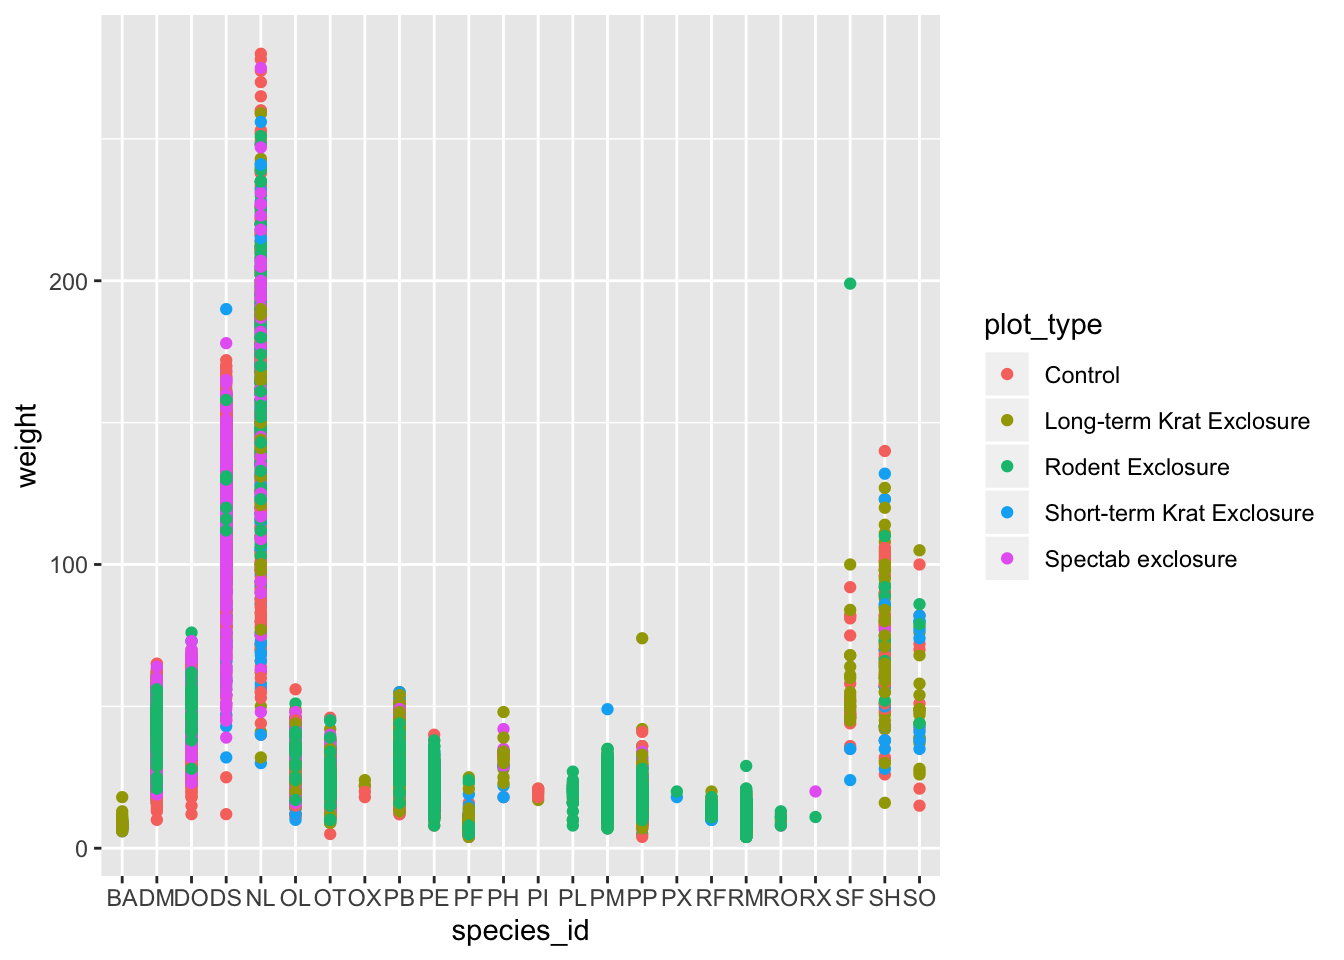 200
100
0
weight
BA DM DO DS NL OL OT OX PB PE PF PH PI PL PM PP PX RF RM RO RX SF SH SO
species_id
plot_type
Control
Long-term Krat Exclosure
Rodent Exclosure
Short-term Krat Exclosure
Spectab exclosure